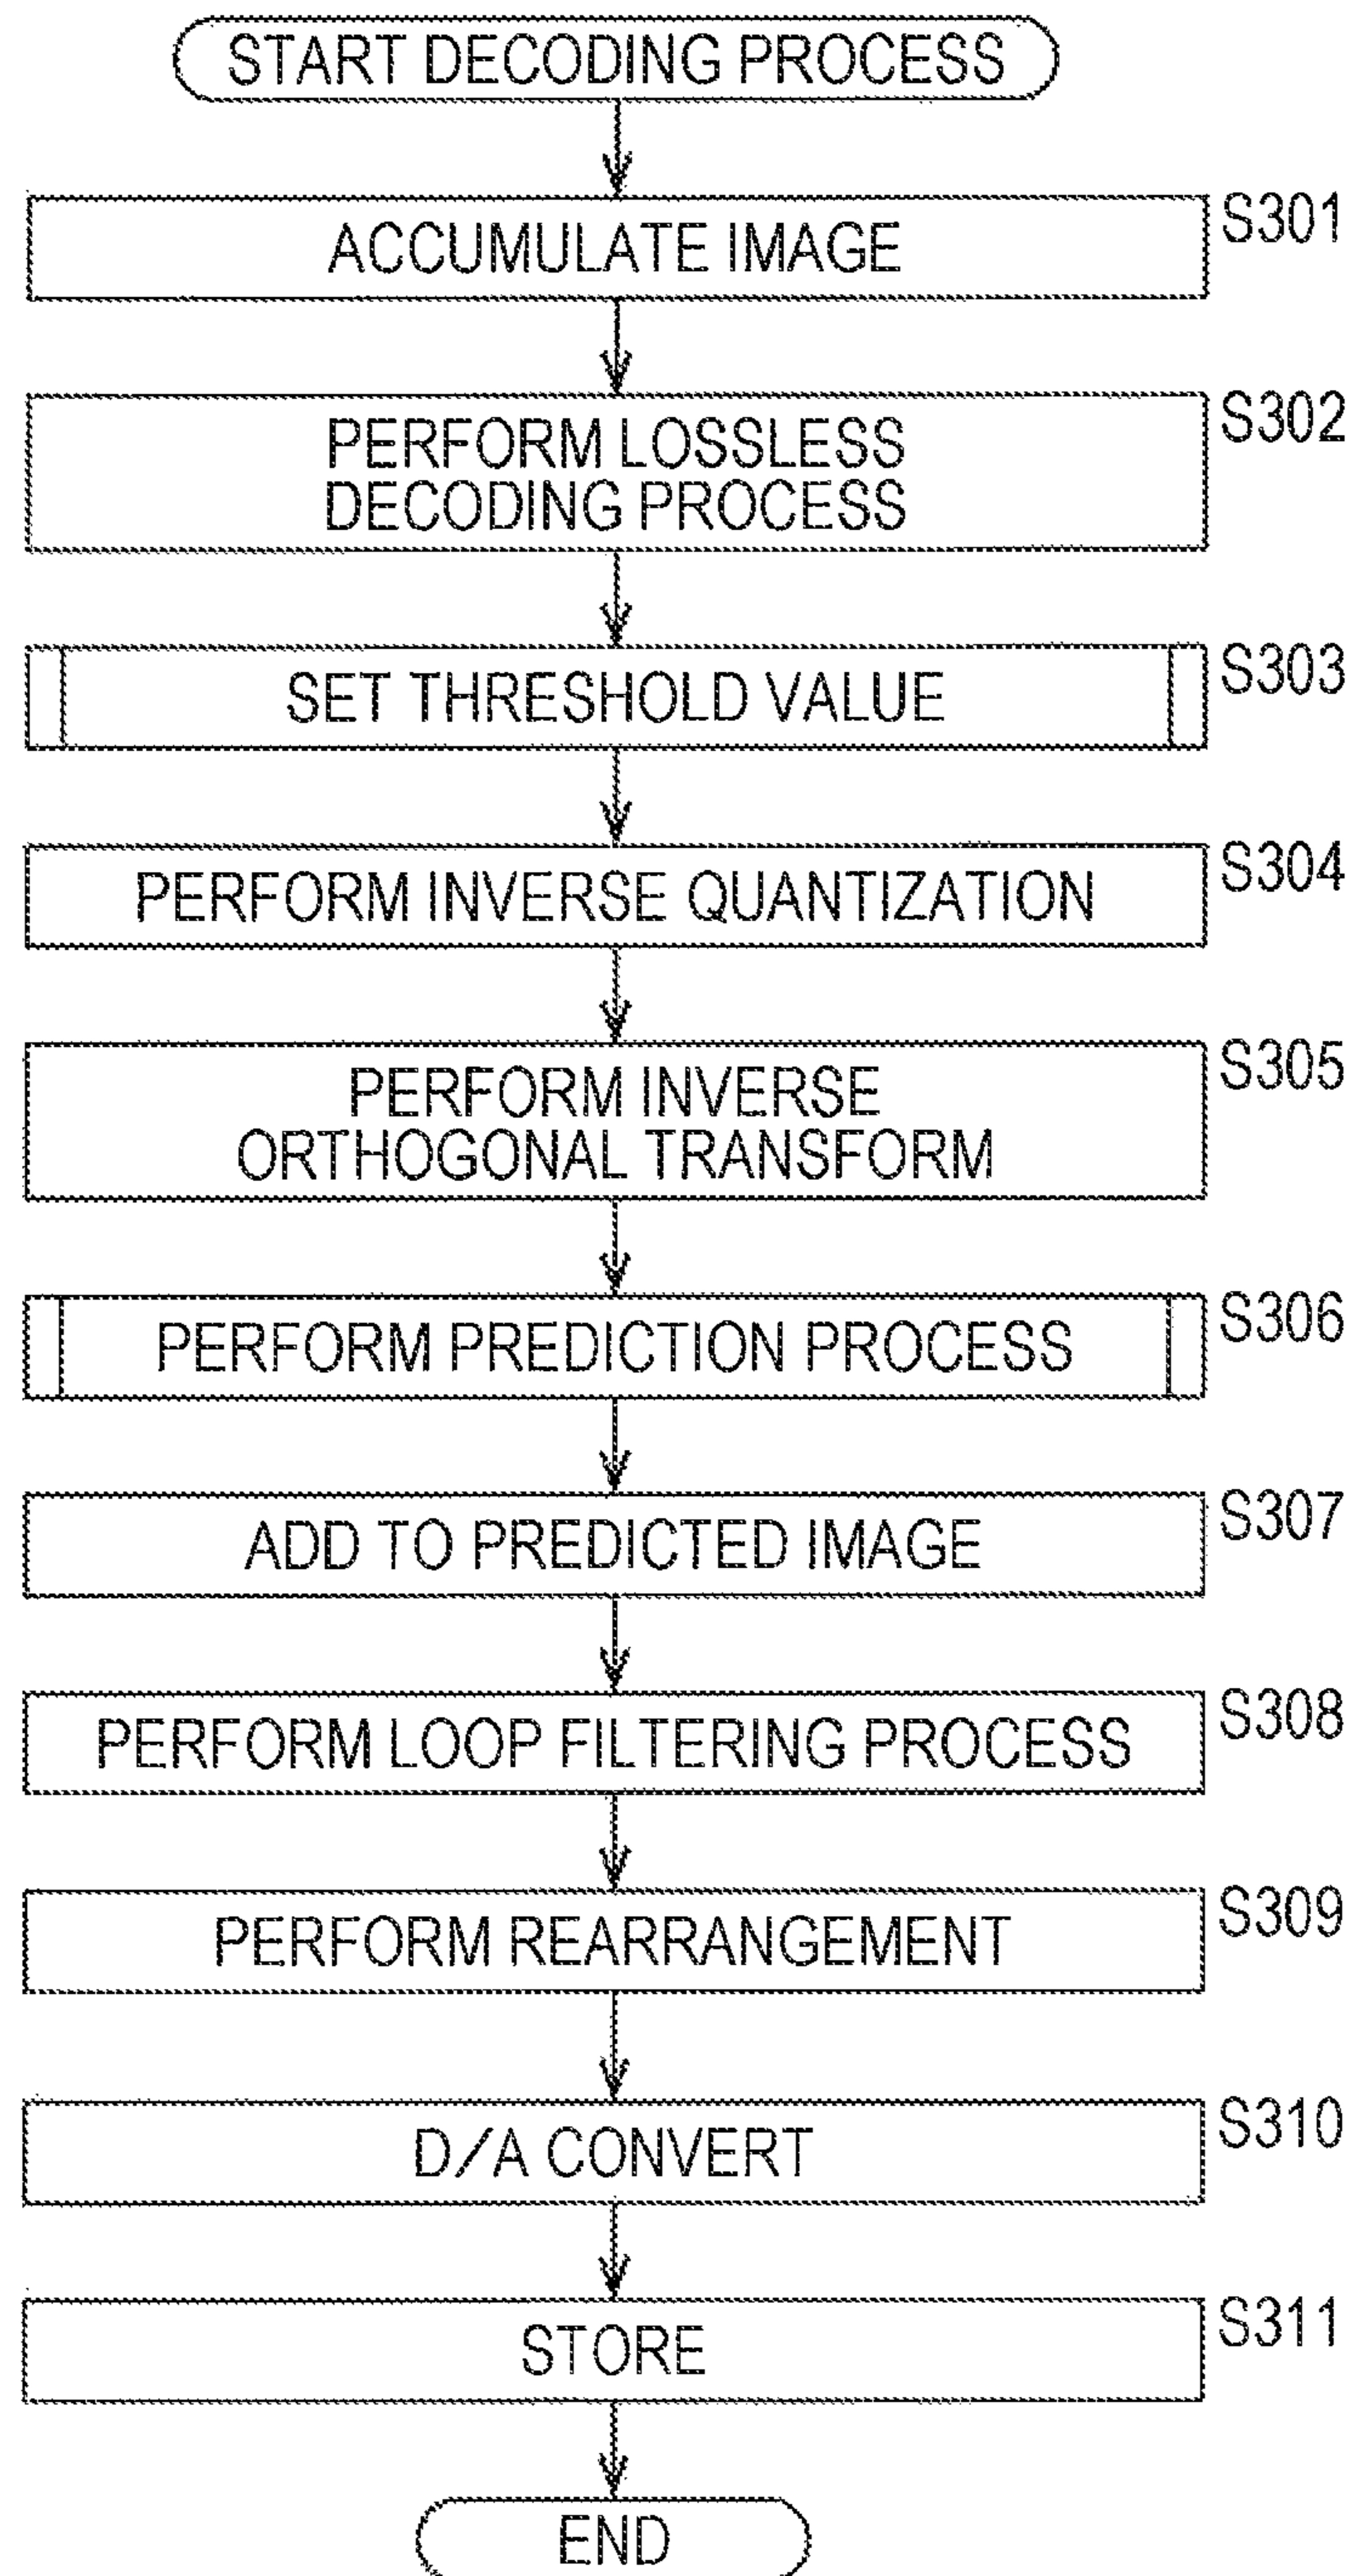 START DECODING PROCESS
S301
ACCUMULATE IMAGE
S302
PERFORM LOSSLESS
DECODING PROCESS
S303
SET THRESHOLD VALUE
S304
PERFORM INVERSE QUANTIZATION
S305
PERFORM INVERSE
ORTHOGONAL TRANSFORM
S306
PERFORM PREDICTION PROCESS
S307
ADD TO PREDICTED IMAGE
S308
PERFORM LOOP FILTERING PROCESS
S309
PERFORM REARRANGEMENT
S310
D/A CONVERT
S311
STORE
END